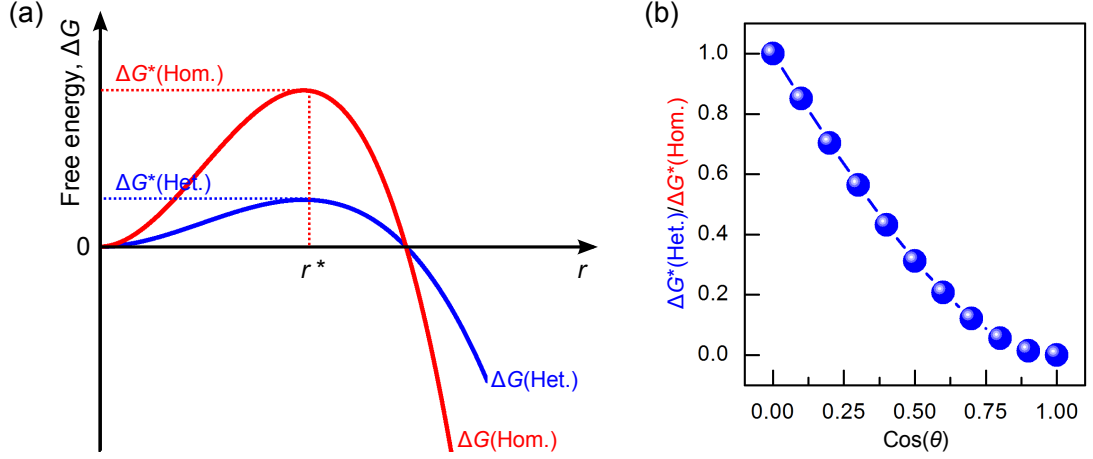 (a)
Free energy, ΔG
ΔG*(Hom.)
ΔG*(Het.)
0
r*
r
ΔG(Het.)
ΔG(Hom.)
(b)
ΔG*(Het.)/ΔG*(Hom.)
1.0
0.8
0.6
0.4
0.2
0.0
0.00 0.25 0.50 0.75 1.00
Cos(θ)